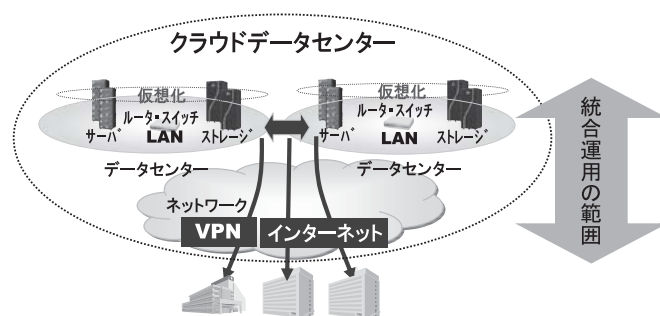 クラウドデータセンター
仮想化
ルータ・スイッチ
サーバ LAN ストレージ
データセンター
仮想化
ルータ・スイッチ
サーバ LAN ストレージ
データセンター
ネットワーク
VPN インターネット
統合運用の範囲